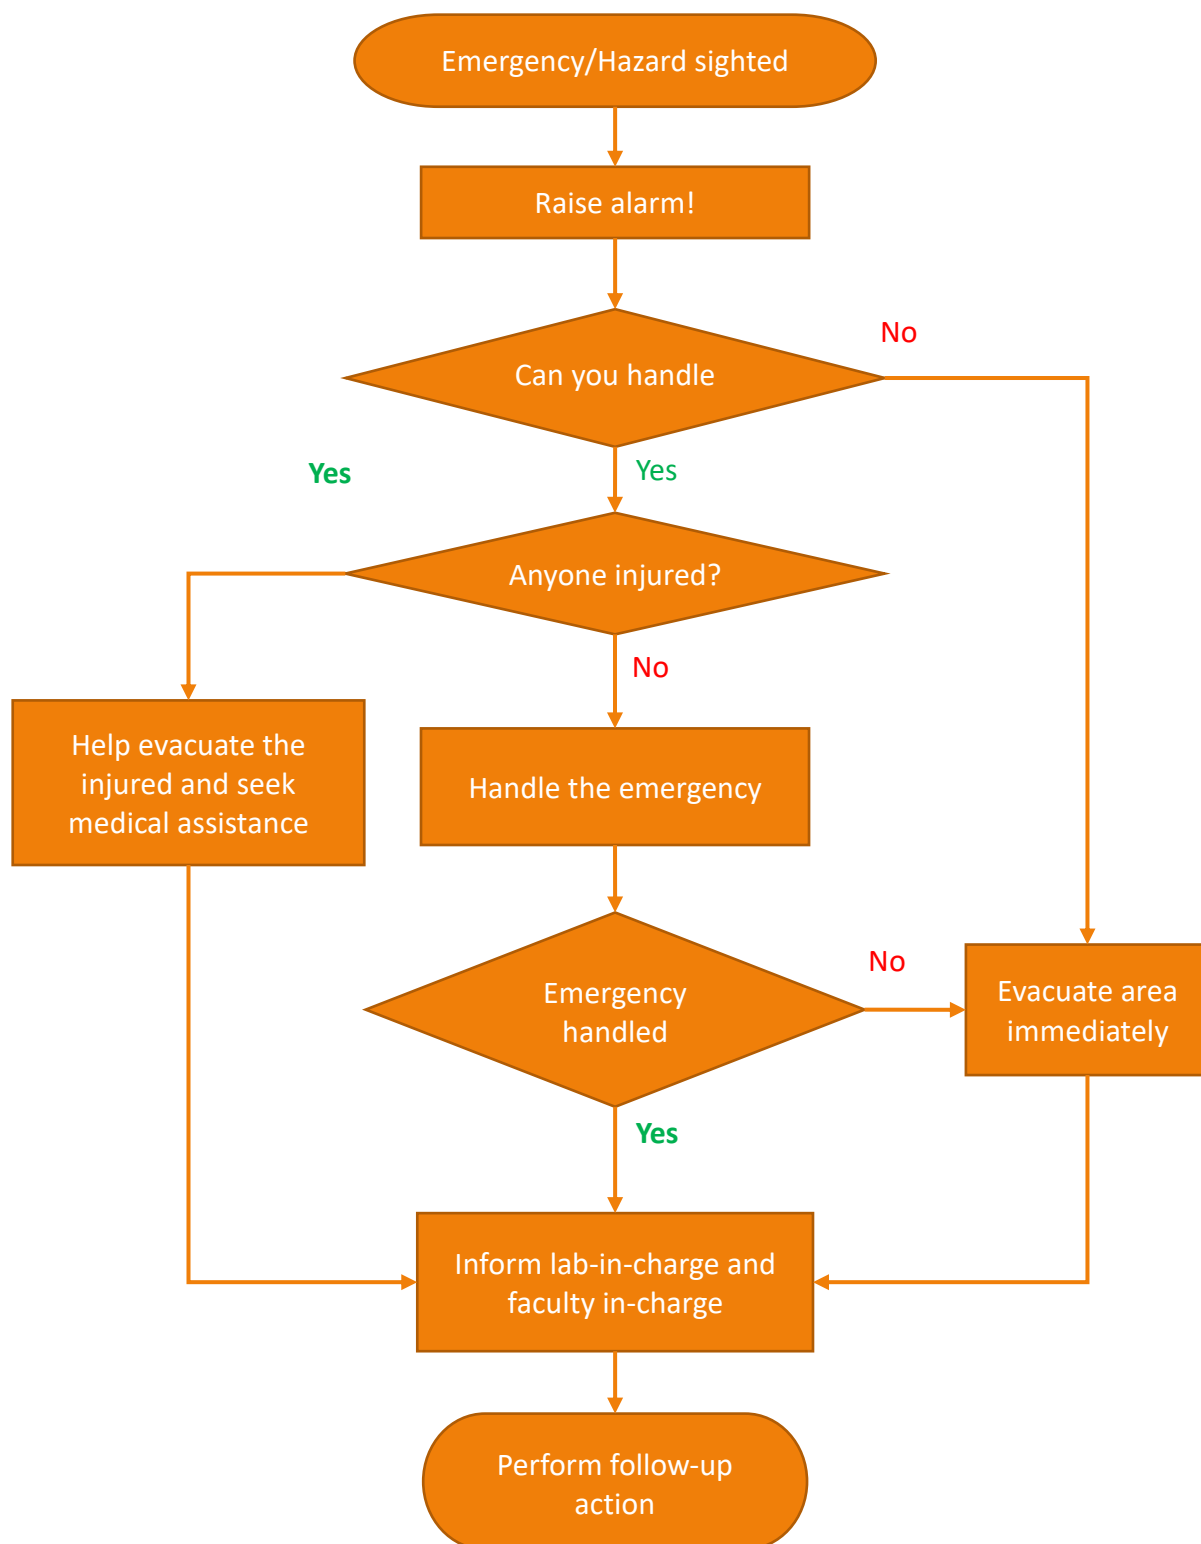 Emergency/Hazard sighted
Raise alarm!
No
Can you handle
Yes
Yes
Anyone injured?
No
Help evacuate the
injured and seek
medical assistance
Handle the emergency
No
Emergency
handled
Evacuate area
immediately
Yes
Inform lab-in-charge and
faculty in-charge
Perform follow-up
action